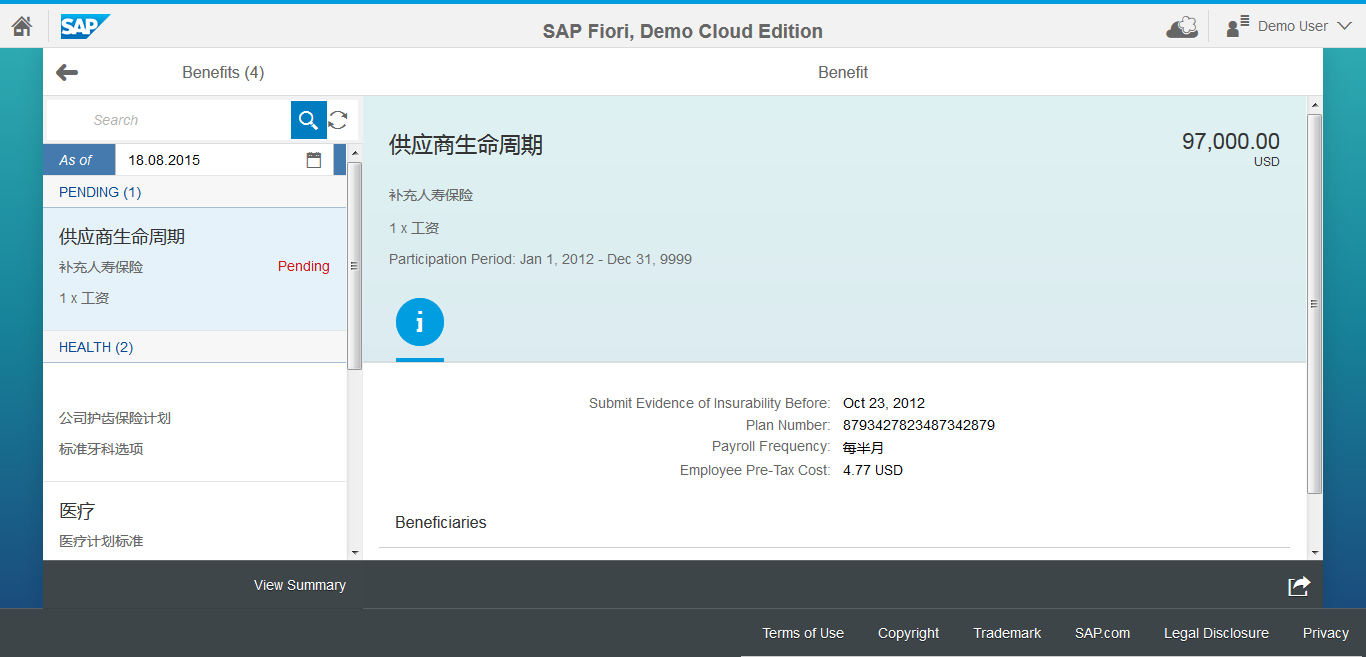 SAP
SAP Fiori, Demo Cloud Edition
Demo User
Benefits (4)
Benefit
Search
As of
18.08.2015
PENDING (1)
供应商生命周期
补充人寿保险
Pending
1 x 工资
HEALTH (2)
公司护齿保险计划
标准牙科选项
医疗
医疗计划标准
View Summary
供应商生命周期
97,000.00
USD
补充人寿保险
1 x 工资
Participation Period: Jan 1, 2012 - Dec 31, 9999
Submit Evidence of Insurability Before: Oct 23, 2012
Plan Number: 8793427823487342879
Payroll Frequency: 每半月
Employee Pre-Tax Cost: 4.77 USD
Beneficiaries
Terms of Use
Copyright
Trademark
SAP.com
Legal Disclosure
Privacy